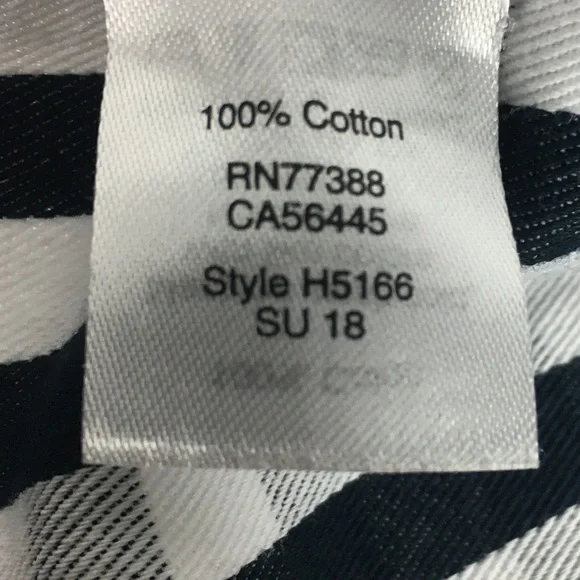 100% Cotton
RN77388
CA56445
Style H5166
SU 18